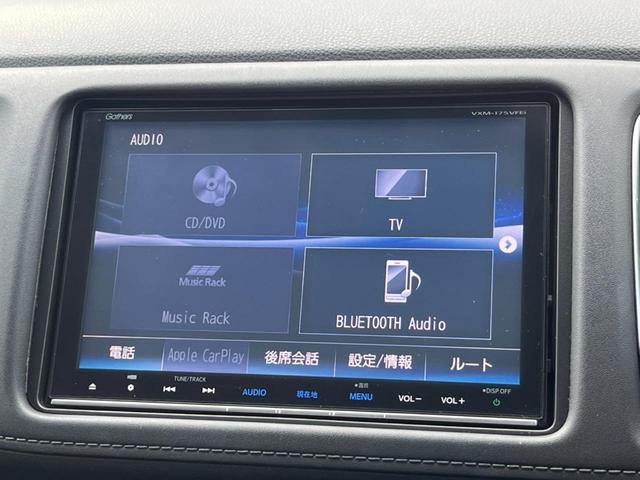 Gathers
VXM-175VFEi
AUDIO
CD/DVD
TV
Music Rack
Music Rack
BLUETOOTH Audio
電話
Apple CarPlay
後席会話
設定/情報
ルート
TUNE/TRACK
AUDIO
現在地
画質
MENU
VOL−
VOL+
DISP OFF